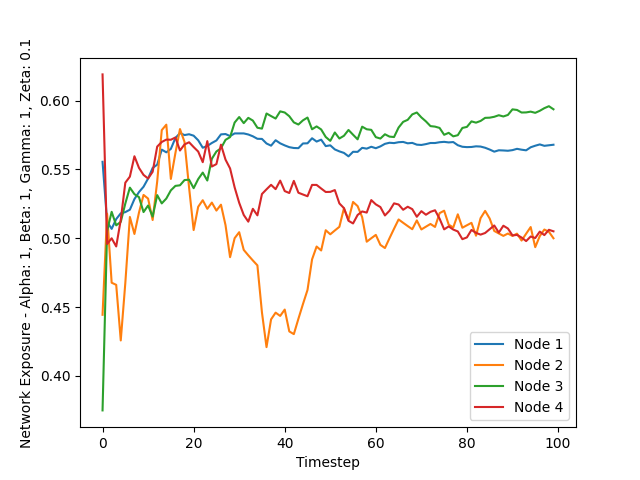 Network Exposure - Alpha: 1, Beta: 1, Gamma: 1, Zeta: 0.1
0.60
0.55
0.50
0.45
0.40
0
20
40
60
80
100
Timestep
Node 1
Node 2
Node 3
Node 4